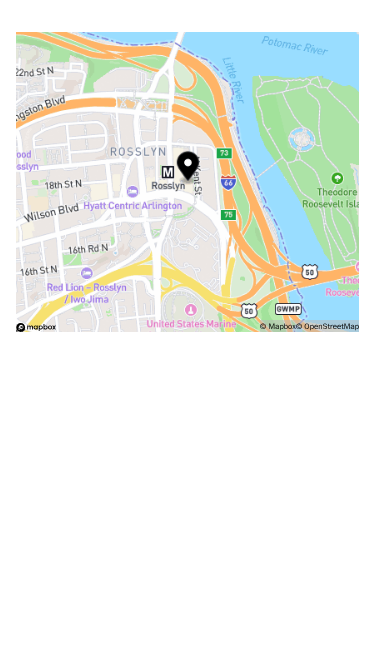 Potomac River
Little River
22nd St N
ngston Blvd
ROSSLYN
73
M
ood
sslyn
Kent St
Rosslyn
66
18th St N
Theodore
Roosevelt Isla
Hyatt Centric Arlington
Wilson Blvd
75
16th Rd N
16th St N
50
Red Lion - Rosslyn
/ Iwo Jima
The
Roosev
GWMP
50
United States Marine
mapbox
© Mapbox© OpenStreetMap